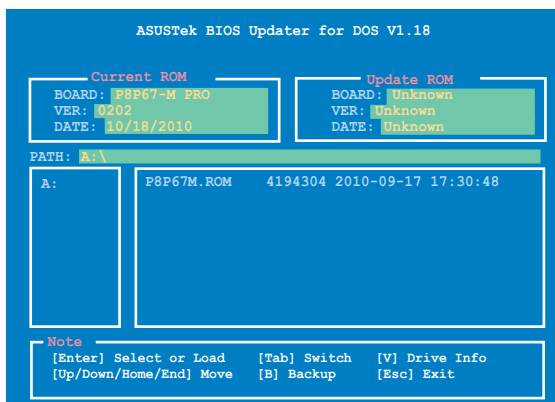 ASUSTek BIOS Updater for DOS V1.18
Current ROM
BOARD: P8P67-M PRO
VER: 0202
DATE: 10/18/2010
Update ROM
BOARD: Unknown
VER: Unknown
DATE: Unknown
PATH: A:\
A:
P8P67M.ROM 4194304 2010-09-17 17:30:48
Note
[Enter] Select or Load [Tab] Switch [V] Drive Info
[Up/Down/Home/End] Move [B] Backup [Esc] Exit